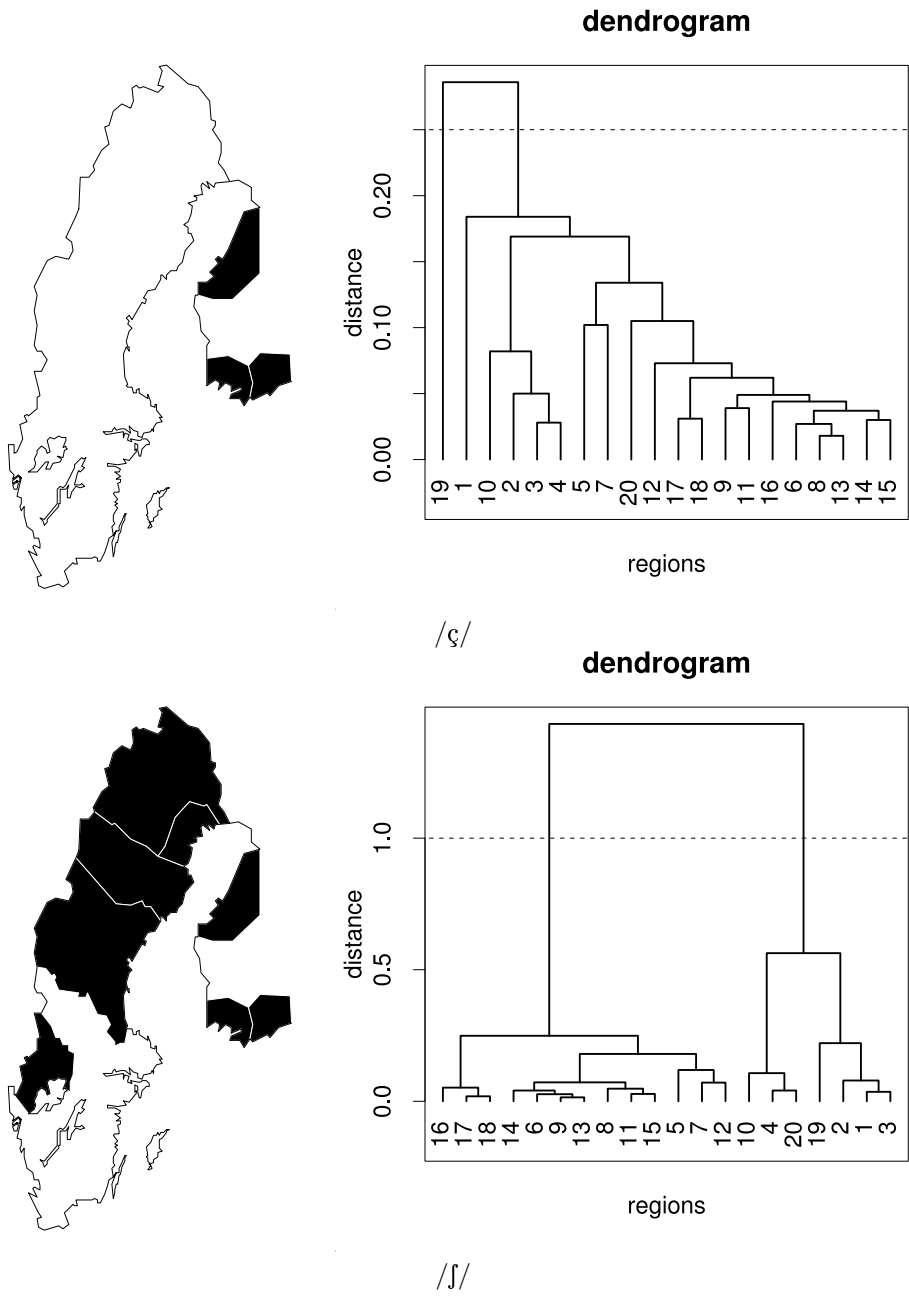 dendrogram
distance
0.00 0.10 0.20
19 1 10 2 3 4 5 7 20 12 17 18 9 11 16 6 8 13 14 15
regions
/ç/
dendrogram
distance
0.0 0.5 1.0
16 17 18 14 6 9 13 8 11 15 5 7 12 10 4 20 19 2 1 3
regions
/ʃ/